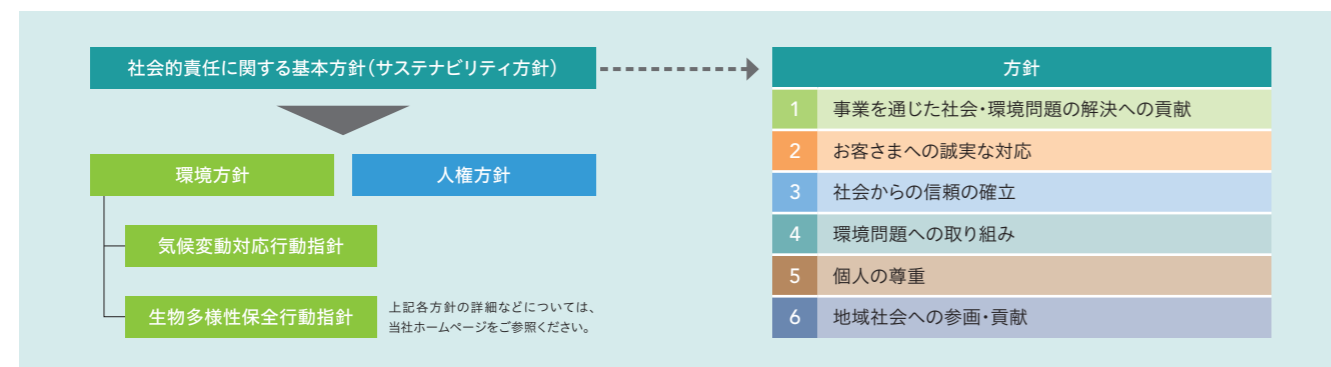 社会的責任に関する基本方針(サステナビリティ方針)
環境方針
人権方針
気候変動対応行動指針
生物多様性保全行動指針
上記各方針の詳細などについては、
当社ホームページをご参照ください。
方針
1 事業を通じた社会・環境問題の解決への貢献
2 お客さまへの誠実な対応
3 社会からの信頼の確立
4 環境問題への取り組み
5 個人の尊重
6 地域社会への参画・貢献